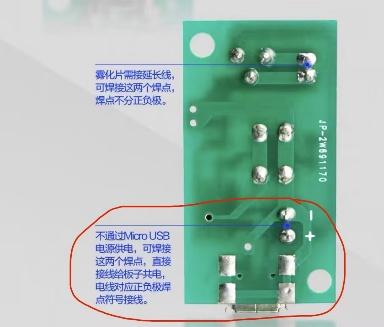 雾化片需接延长线，
可焊接这两个焊点，
焊点不分正负极。
JP-2W691170
不通过Micro USB
电源供电，可焊接
这两个焊点，直接
接线给板子共电，
电线对应正负极焊
点符号接线。
-
+